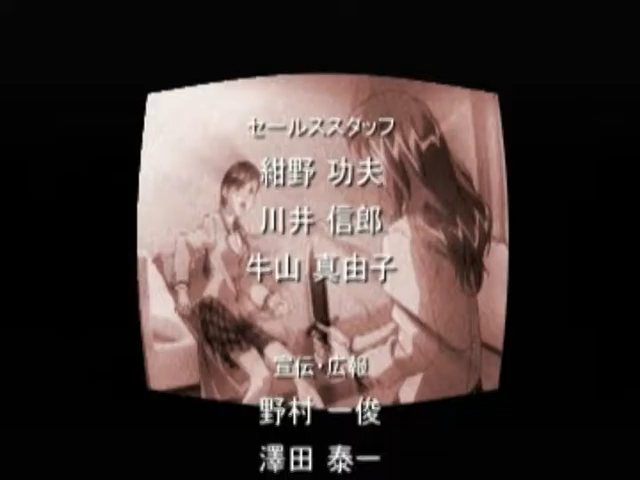 セールススタッフ
紺野 功夫
川井 信郎
牛山 真由子
宣伝・広報
野村 一俊
澤田 泰一